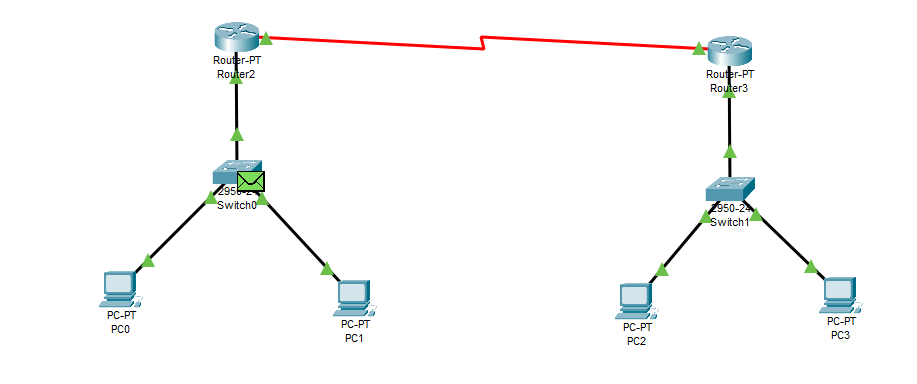 Router-PT
Router2
Router-PT
Router3
Switch0
2950-24
Switch1
PC-PT
PC0
PC-PT
PC1
PC-PT
PC2
PC-PT
PC3